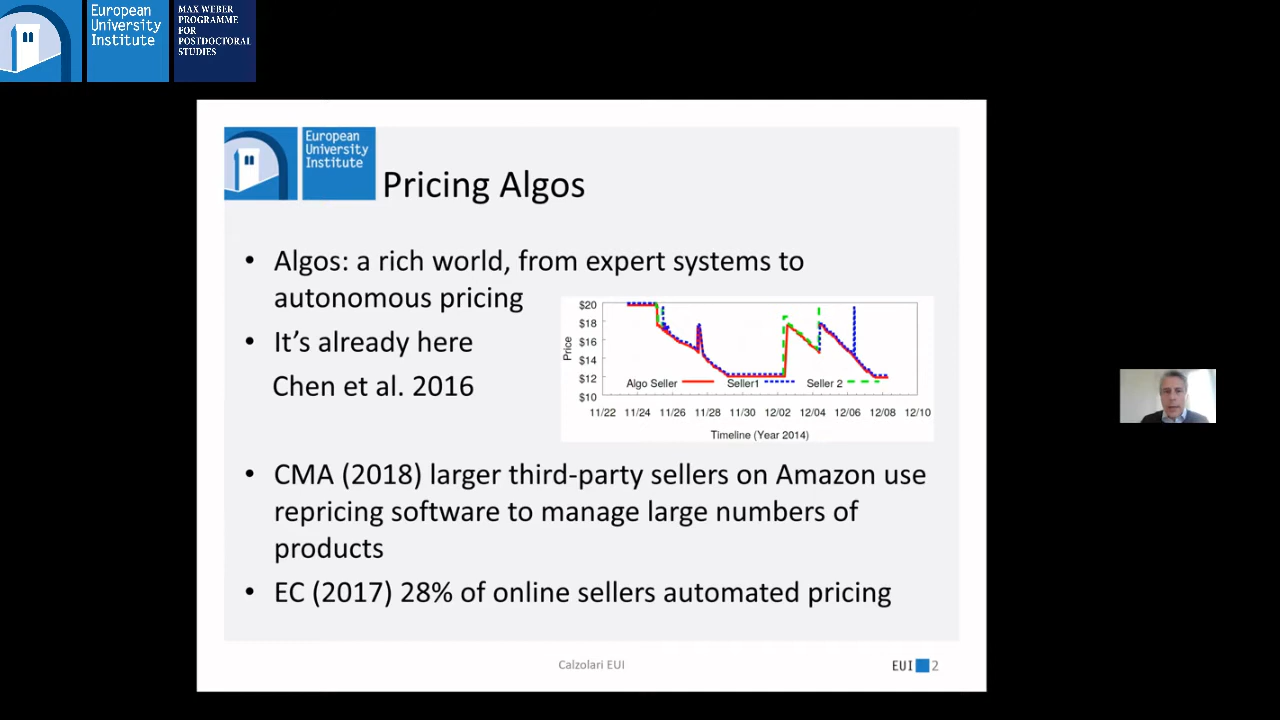 European
University
Institute
MAX WEBER
PROGRAMME
FOR
POSTDOCTORAL
STUDIES
European
University
Institute
Pricing Algos
• Algos: a rich world, from expert systems to
autonomous pricing
• It’s already here
Chen et al. 2016
$20
$18
$16
$14
$12
$10
Price
Algo Seller
Seller1
Seller 2
11/22 11/24 11/26 11/28 11/30 12/02 12/04 12/06 12/08 12/10
Timeline (Year 2014)
• CMA (2018) larger third-party sellers on Amazon use
repricing software to manage large numbers of
products
• EC (2017) 28% of online sellers automated pricing
Calzolari EUI
EUI 2